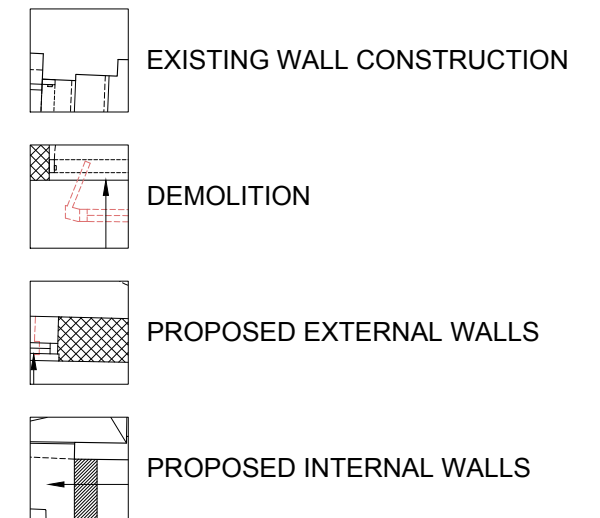 EXISTING WALL CONSTRUCTION
DEMOLITION
PROPOSED EXTERNAL WALLS
PROPOSED INTERNAL WALLS